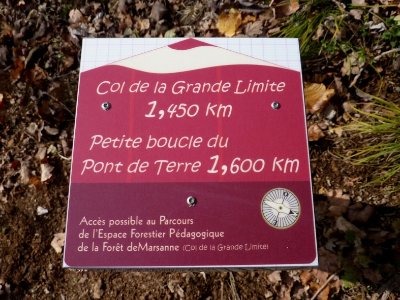 Col de la Grande Limite
1,450 km
Petite boucle du
Pont de Terre 1,600 km
Accès possible au Parcours
de l'Espace Forestier Pédagogique
de la Forêt deMarsanne (Col de la Grande Limite)